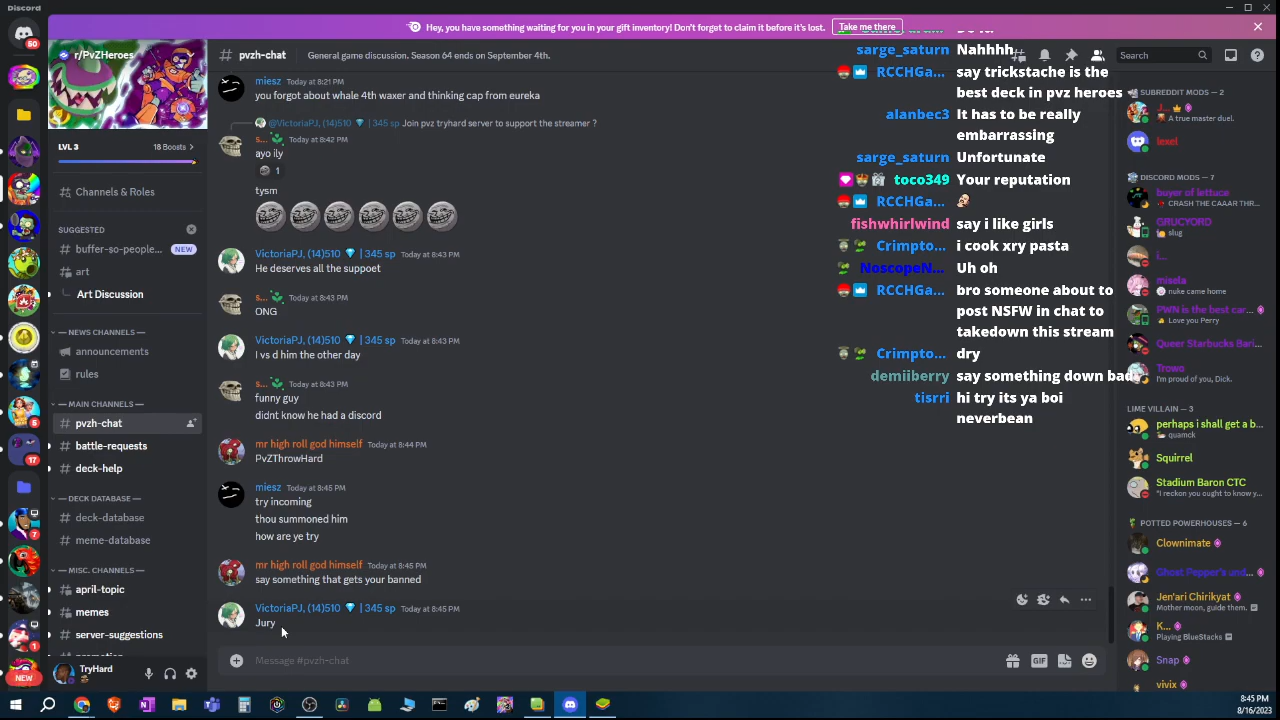 Discord
Hey, you have something waiting for you in your gift inventory! Don't forget to claim it before it's lost.
Take me there
50
r/PvZHeroes
LVL 3
18 Boosts
Channels & Roles
SUGGESTED
buffer-so-people...
NEW
art
Art Discussion
NEWS CHANNELS
announcements
rules
MAIN CHANNELS
pvzh-chat
battle-requests
deck-help
DECK DATABASE
deck-database
meme-database
MISC. CHANNELS
april-topic
memes
server-suggestions
5
17
7
1
NEW
TryHard
pvzh-chat
General game discussion. Season 64 ends on September 4th.
Search
miesz Today at 8:21 PM
you forgot about whale 4th waxer and thinking cap from eureka
@VictoriaPJ, (14)510 💎 | 345 sp Join pvz tryhard server to support the streamer ?
s... Today at 8:42 PM
ayo ily
1
tysm
VictoriaPJ, (14)510 💎 | 345 sp Today at 8:43 PM
He deserves all the suppoet
s... Today at 8:43 PM
ONG
VictoriaPJ, (14)510 💎 | 345 sp Today at 8:43 PM
I vs d him the other day
s... Today at 8:43 PM
funny guy
didnt know he had a discord
mr high roll god himself Today at 8:44 PM
PvZThrowHard
miesz Today at 8:45 PM
try incoming
thou summoned him
how are ye try
mr high roll god himself Today at 8:45 PM
say something that gets your banned
VictoriaPJ, (14)510 💎 | 345 sp Today at 8:45 PM
Jury
Message #pvzh-chat
GIF
sarge_saturn Nahhhh
RCCHGa... say trickstache is the
best deck in pvz heroes
alanbec3 It has to be really
embarrassing
sarge_saturn Unfortunate
toco349 Your reputation
RCCHGa...
fishwhirlwind say i like girls
Crimpto... i cook xry pasta
NoscopeN... Uh oh
RCCHGa... bro someone about to
post NSFW in chat to
takedown this stream
Crimpto... dry
demiiberry say something down bad
tisrri hi try its ya boi
neverbean
SUBREDDIT MODS – 2
J...
A true master duel.
lexel
DISCORD MODS – 7
buyer of lettuce
CRASH THE CAAAR THR...
GRUCYORD
slug
i...
misela
nuke came home
PWN is the best car...
Love you Perry
Queer Starbucks Bari...
Trowo
I'm proud of you, Dick.
LIME VILLAIN – 3
perhaps i shall get a b...
quamck
Squirrel
Stadium Baron CTC
"I reckon you ought to know y...
POTTED POWERHOUSES – 6
Clownimate
Ghost Pepper's und...
Jen'ari Chirikyat
Mother moon, guide them.
K...
Playing BlueStacks
Snap
vivix
8:45 PM
8/16/2023